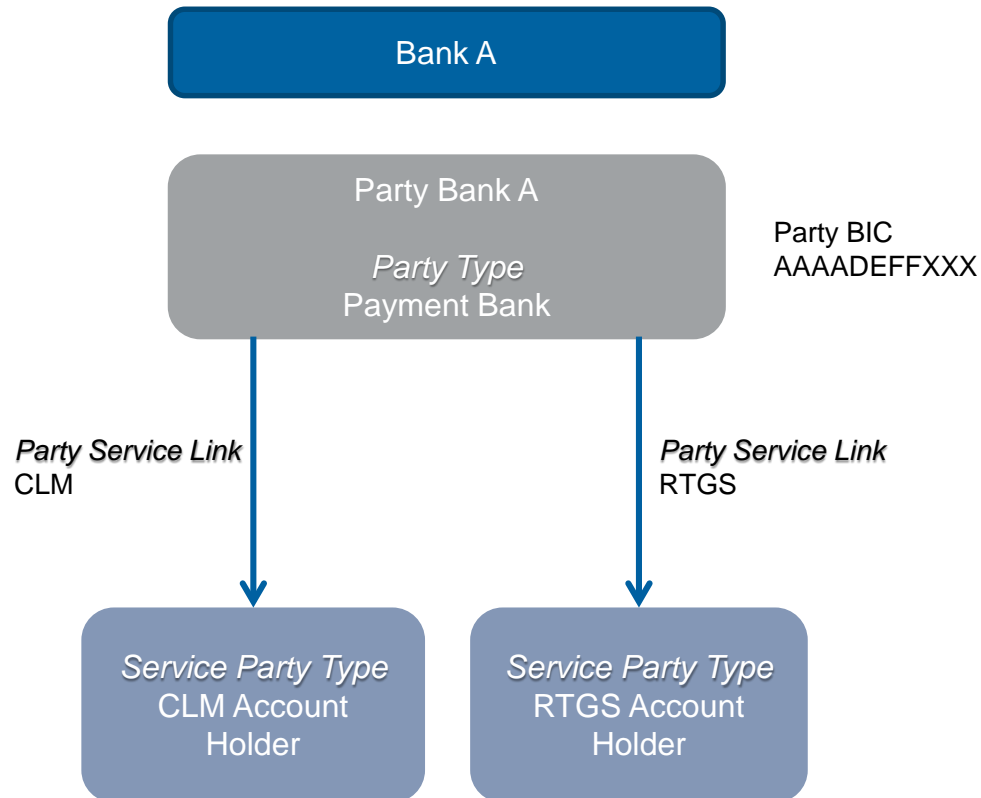 Bank A
Party Bank A
Party Type
Payment Bank
Party BIC
AAAADEFFXXX
Party Service Link
CLM
Party Service Link
RTGS
Service Party Type
CLM Account
Holder
Service Party Type
RTGS Account
Holder